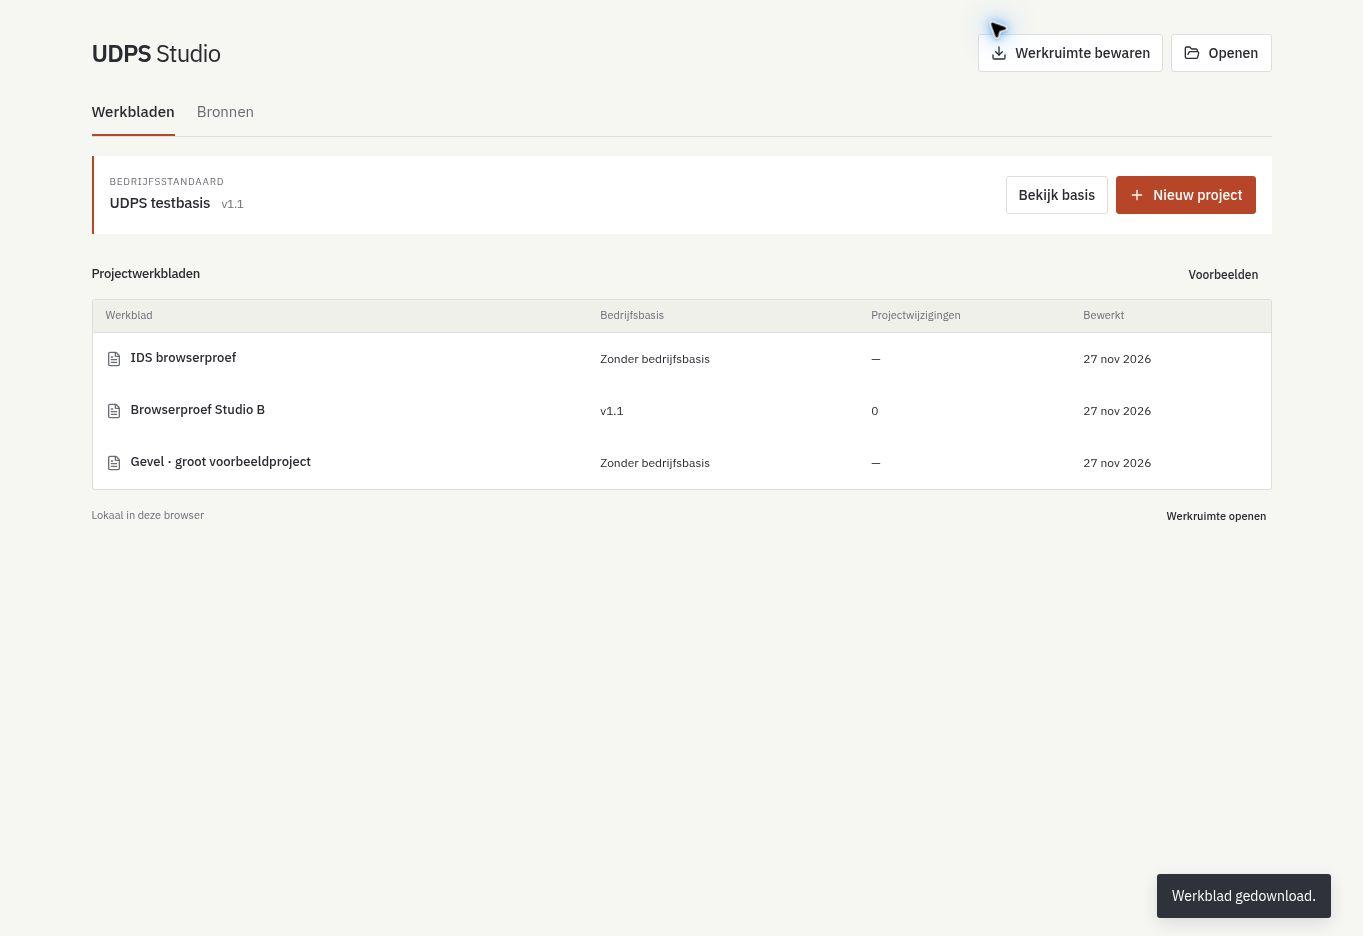 UDPS Studio
Werkruimte bewaren
Openen
Werkbladen
Bronnen
BEDRIJFSSTANDAARD
UDPS testbasis v1.1
Bekijk basis
Nieuw project
Projectwerkbladen
Voorbeelden
Werkblad Bedrijfsbasis Projectwijzigingen Bewerkt
IDS browserproef Zonder bedrijfsbasis — 27 nov 2026
Browserproef Studio B v1.1 0 27 nov 2026
Gevel · groot voorbeeldproject Zonder bedrijfsbasis — 27 nov 2026
Lokaal in deze browser
Werkruimte openen
Werkblad gedownload.